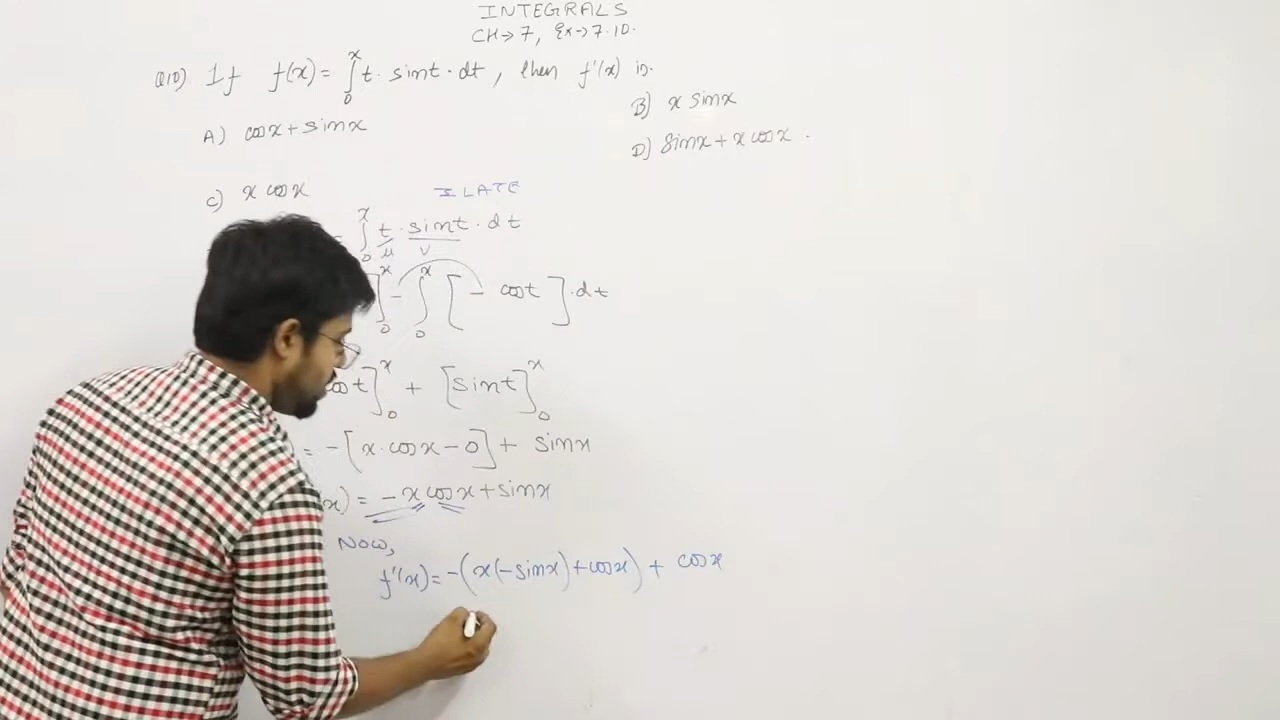 INTEGRALS
CH→7, Ex→7.10.
Q10) If f(x) = ∫₀ˣ t· sint · dt, then f'(x) is.
A) cosx + sinx
B) x sinx
C) x cosx
D) Sinx + x cosx .
ILATE
= ∫₀ˣ t · sint · dt
u v
]₀ˣ - ∫₀ˣ [ - cost ] · dt
cost]₀ˣ + [sint]₀ˣ
= -[x.cosx - 0] + sinx
(x) = - x cosx + sinx
Now,
f'(x) = -(x(-sinx) + cosx) + cosx